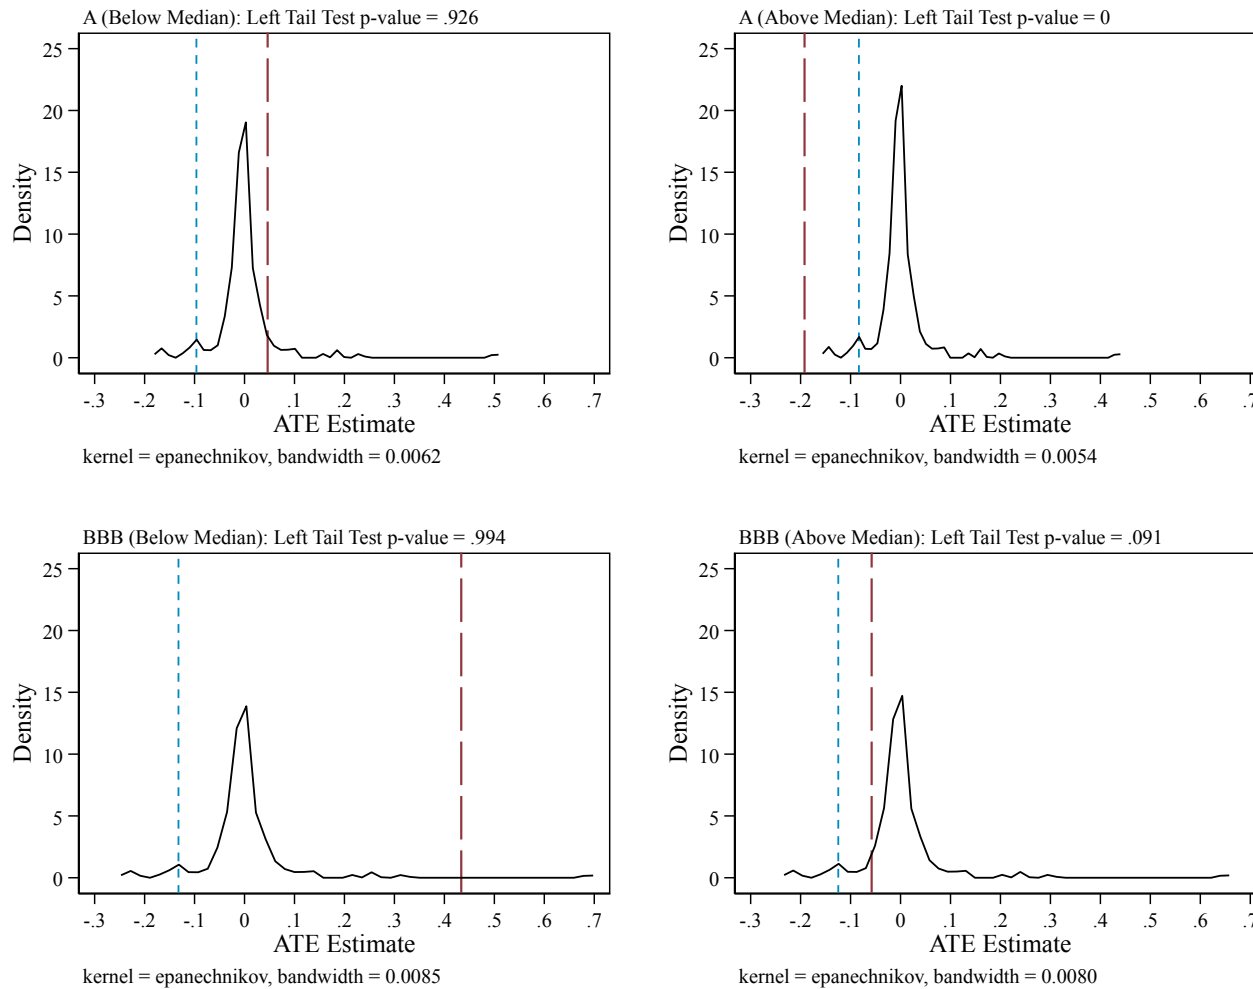 A (Below Median): Left Tail Test p-value = .926
25
20
15
10
5
0
Density
-.3 -.2 -.1 0 .1 .2 .3 .4 .5 .6 .7
ATE Estimate
kernel = epanechnikov, bandwidth = 0.0062
A (Above Median): Left Tail Test p-value = 0
25
20
15
10
5
0
Density
-.3 -.2 -.1 0 .1 .2 .3 .4 .5 .6 .7
ATE Estimate
kernel = epanechnikov, bandwidth = 0.0054
BBB (Below Median): Left Tail Test p-value = .994
25
20
15
10
5
0
Density
-.3 -.2 -.1 0 .1 .2 .3 .4 .5 .6 .7
ATE Estimate
kernel = epanechnikov, bandwidth = 0.0085
BBB (Above Median): Left Tail Test p-value = .091
25
20
15
10
5
0
Density
-.3 -.2 -.1 0 .1 .2 .3 .4 .5 .6 .7
ATE Estimate
kernel = epanechnikov, bandwidth = 0.0080